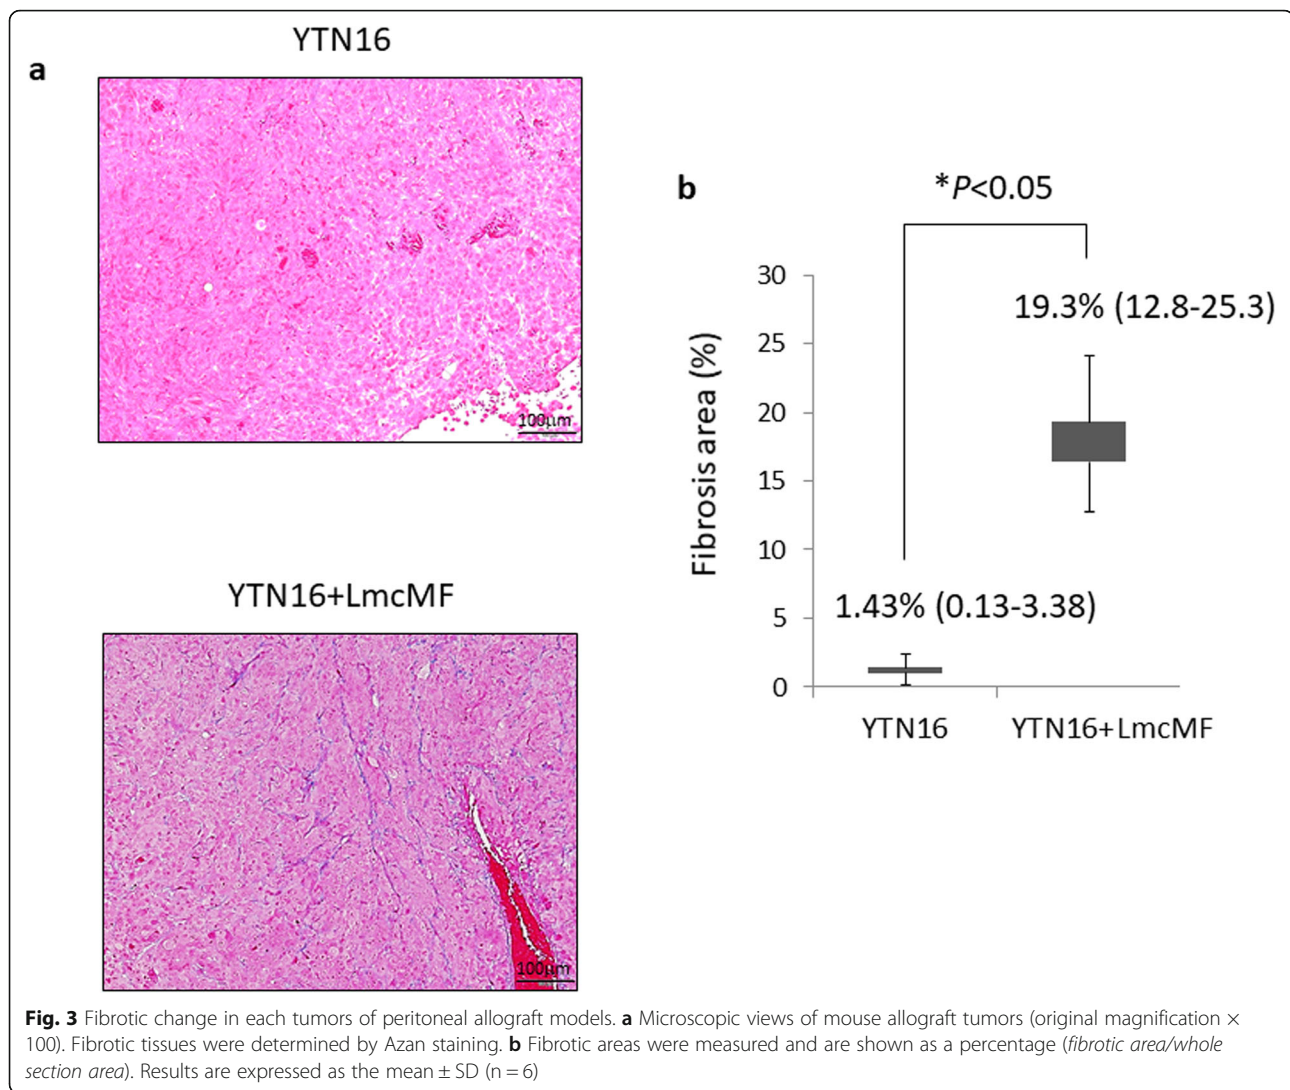 YTN16
a
100μm
YTN16+LmcMF
100μm
b
*P<0.05
30
25
20
15
10
5
0
Fibrosis area (%)
19.3% (12.8-25.3)
1.43% (0.13-3.38)
YTN16
YTN16+LmcMF
Fig. 3 Fibrotic change in each tumors of peritoneal allograft models. a Microscopic views of mouse allograft tumors (original magnification ×
100). Fibrotic tissues were determined by Azan staining. b Fibrotic areas were measured and are shown as a percentage (fibrotic area/whole
section area). Results are expressed as the mean ± SD (n = 6)